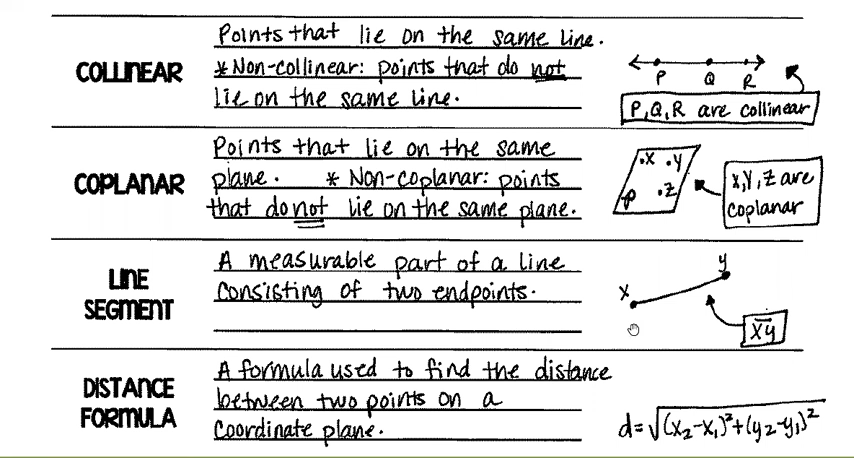 COLLINEAR
Points that lie on the same line.
*Non-collinear: points that do not
lie on the same line.
P Q R
P,Q,R are collinear
COPLANAR
Points that lie on the same
plane. * Non-coplanar: points
that do not lie on the same plane.
.X .Y
.Z
P
X,Y,Z are
coplanar
LINE
SEGMENT
A measurable part of a line
consisting of two endpoints.
X
y
X̅y̅
DISTANCE
FORMULA
A formula used to find the distance
between two points on a
coordinate plane.
d=√(x₂-x₁)²+(y₂-y₁)²